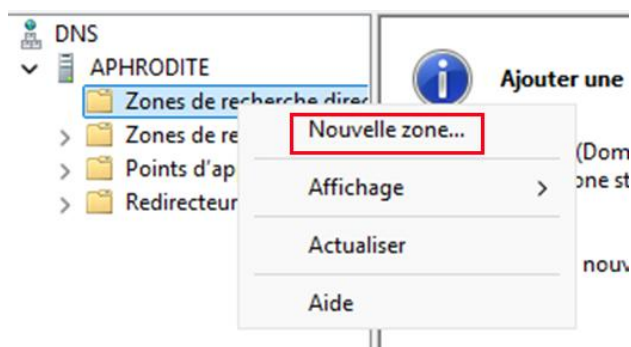 DNS
APHRODITE
Zones de recherche direc
Zones de re
Points d'ap
Redirecteur
Nouvelle zone...
Affichage
Actualiser
Aide
Ajouter une
(Dom
one st
nouv